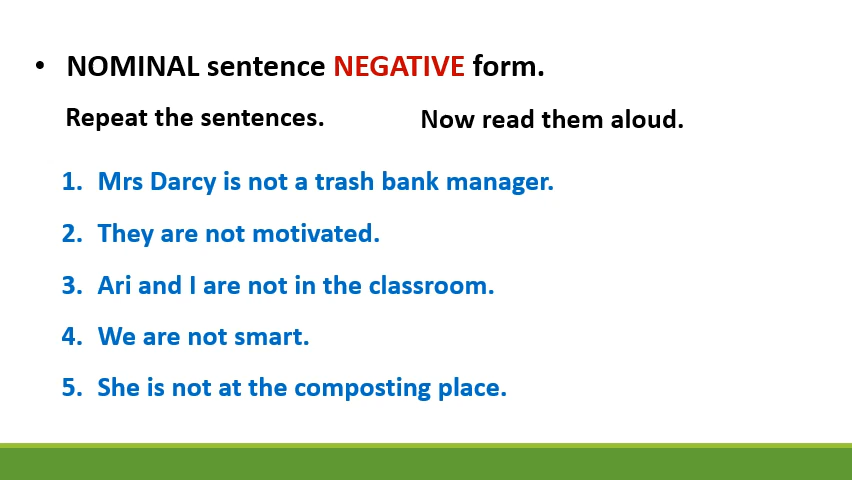 • NOMINAL sentence NEGATIVE form.
Repeat the sentences.
Now read them aloud.
1. Mrs Darcy is not a trash bank manager.
2. They are not motivated.
3. Ari and I are not in the classroom.
4. We are not smart.
5. She is not at the composting place.